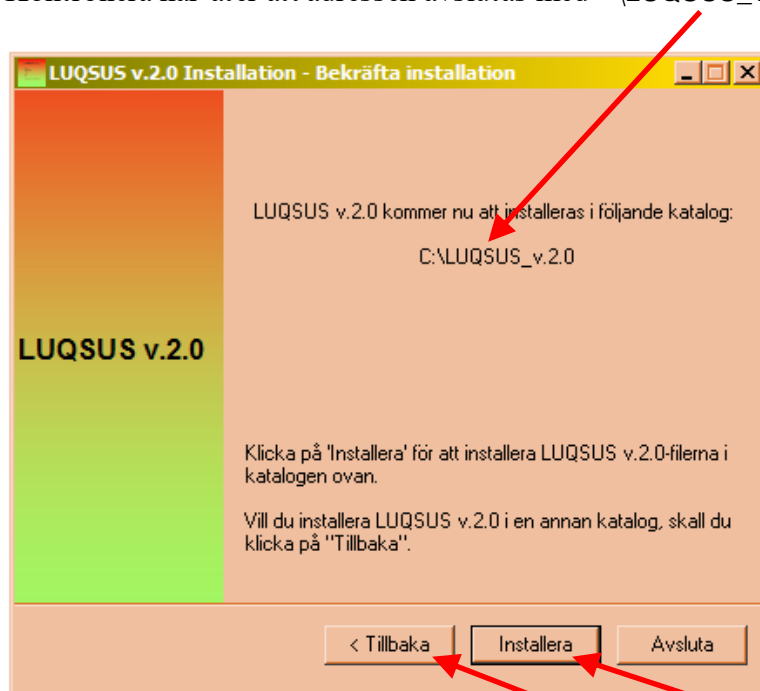 LUQSUS v.2.0 Installation - Bekräfta installation
LUQSUS v.2.0 kommer nu att installeras i följande katalog:
C:\LUQSUS_v.2.0
LUQSUS v.2.0
Klicka på 'Installera' för att installera LUQSUS v.2.0-filerna i
katalogen ovan.
Vill du installera LUQSUS v.2.0 i en annan katalog, skall du
klicka på "Tillbaka".
< Tillbaka
Installera
Avsluta